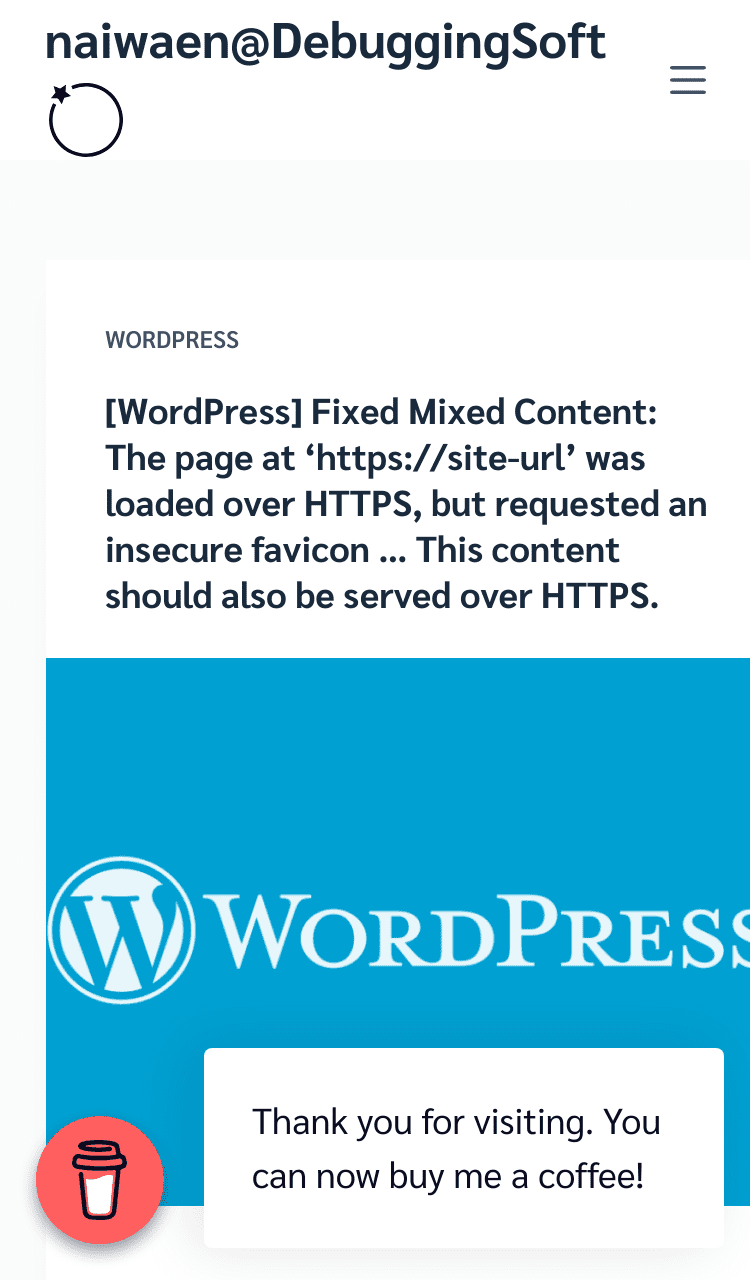 naiwaen@DebuggingSoft
WORDPRESS
[WordPress] Fixed Mixed Content:
The page at ‘https://site-url’ was
loaded over HTTPS, but requested an
insecure favicon ... This content
should also be served over HTTPS.
WORDPRESS
Thank you for visiting. You
can now buy me a coffee!